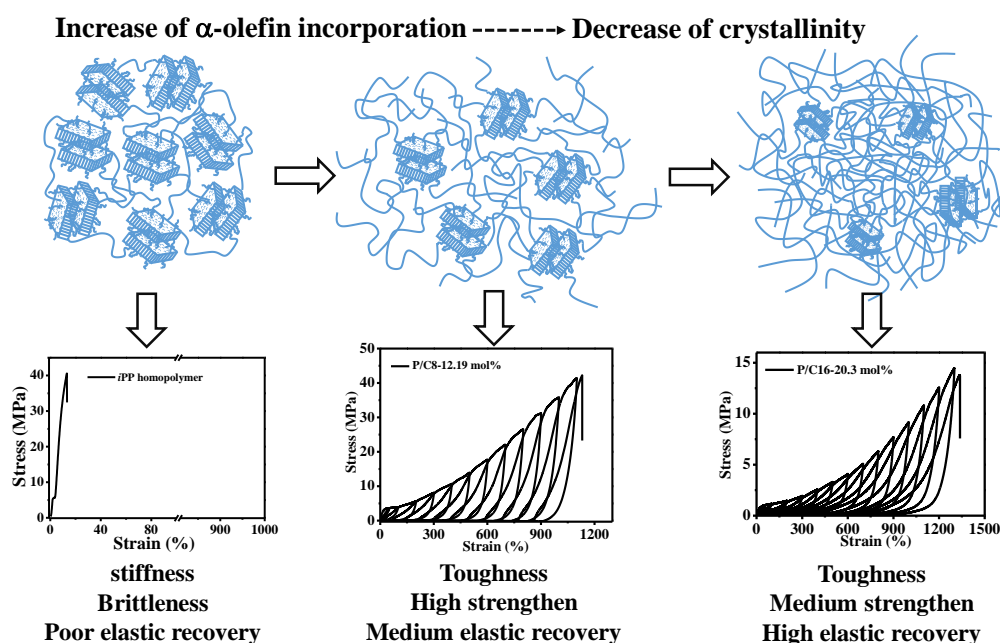 Increase of α-olefin incorporation -------→ Decrease of crystallinity
iPP homopolymer
40
30
20
10
0
Stress (MPa)
0 40 80 1000
Strain (%)
P/C8-12.19 mol%
50
40
30
20
10
0
Stress (MPa)
0 300 600 900 1200
Strain (%)
P/C16-20.3 mol%
15
10
5
0
Stress (MPa)
0 300 600 900 1200 1500
Strain (%)
stiffness
Brittleness
Poor elastic recovery
Toughness
High strengthen
Medium elastic recovery
Toughness
Medium strengthen
High elastic recovery